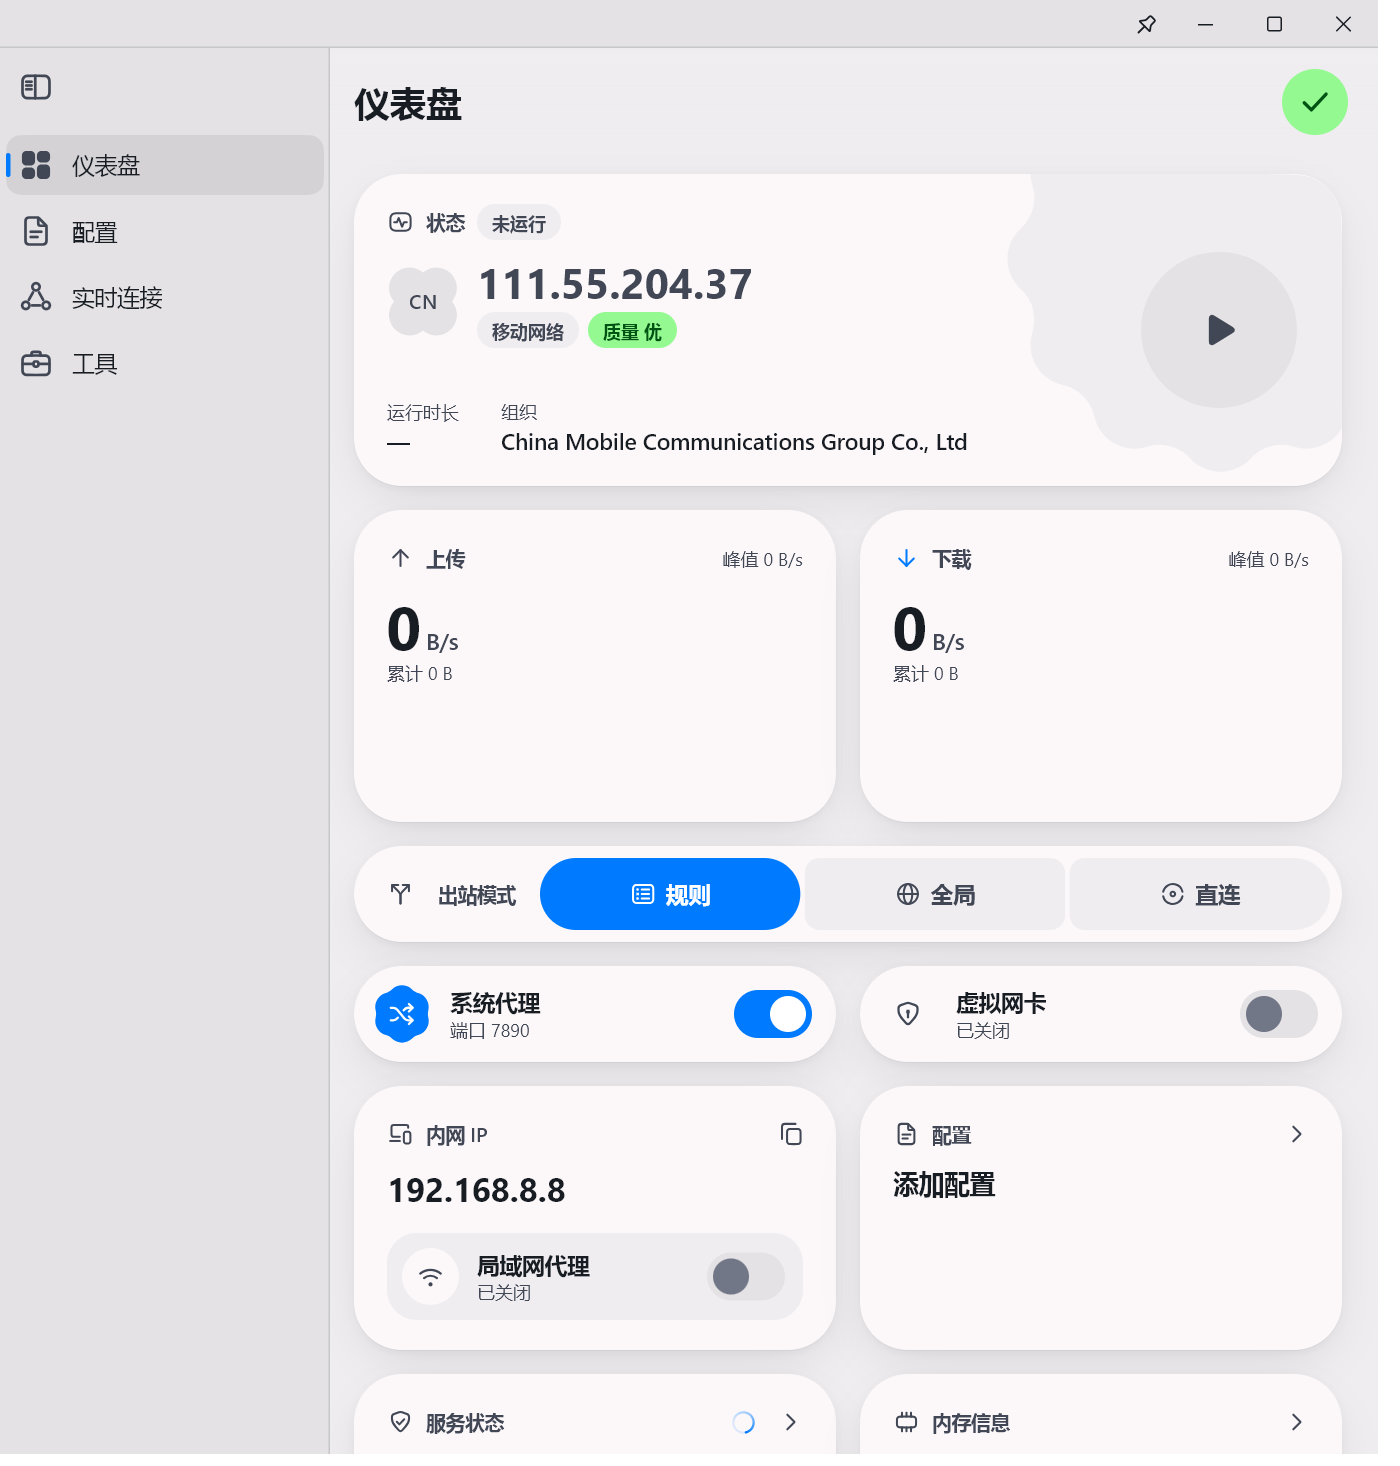 仪表盘
仪表盘
配置
实时连接
工具
状态 未运行
CN
111.55.204.37
移动网络 质量 优
运行时长 组织
— China Mobile Communications Group Co., Ltd
上传 峰值 0 B/s
0 B/s
累计 0 B
下载 峰值 0 B/s
0 B/s
累计 0 B
出站模式 规则 全局 直连
系统代理
端口 7890
虚拟网卡
已关闭
内网 IP
192.168.8.8
局域网代理
已关闭
配置
添加配置
服务状态
内存信息